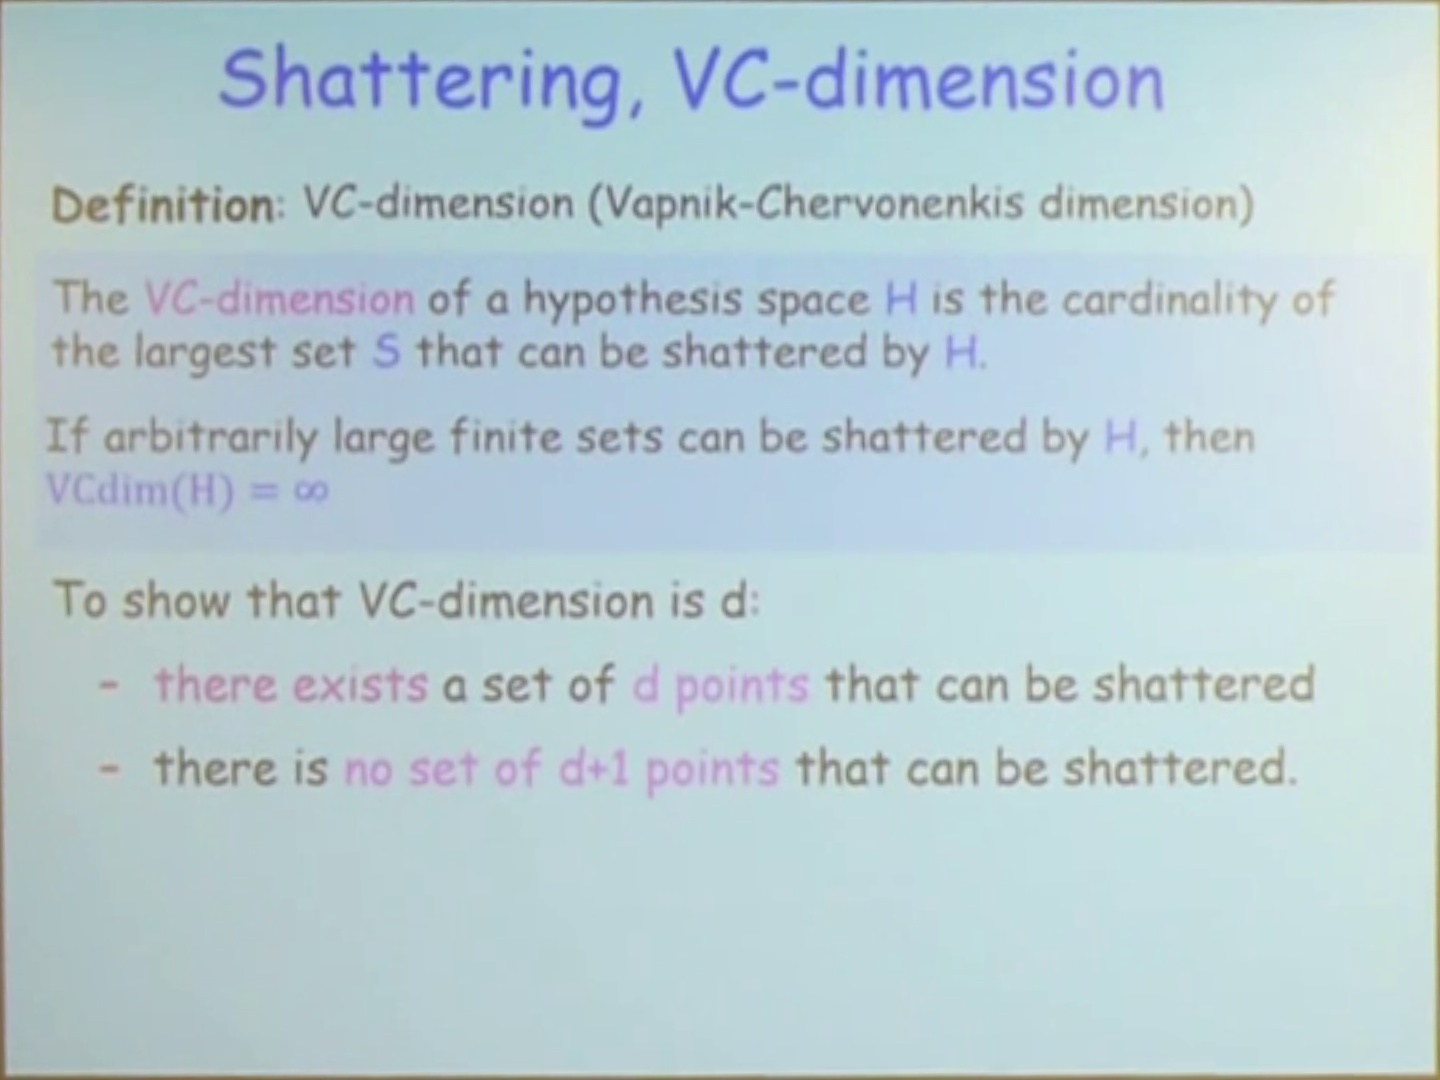 Shattering, VC-dimension
Definition: VC-dimension (Vapnik-Chervonenkis dimension)
The VC-dimension of a hypothesis space H is the cardinality of
the largest set S that can be shattered by H.
If arbitrarily large finite sets can be shattered by H, then
VCdim(H) = ∞
To show that VC-dimension is d:
- there exists a set of d points that can be shattered
- there is no set of d+1 points that can be shattered.